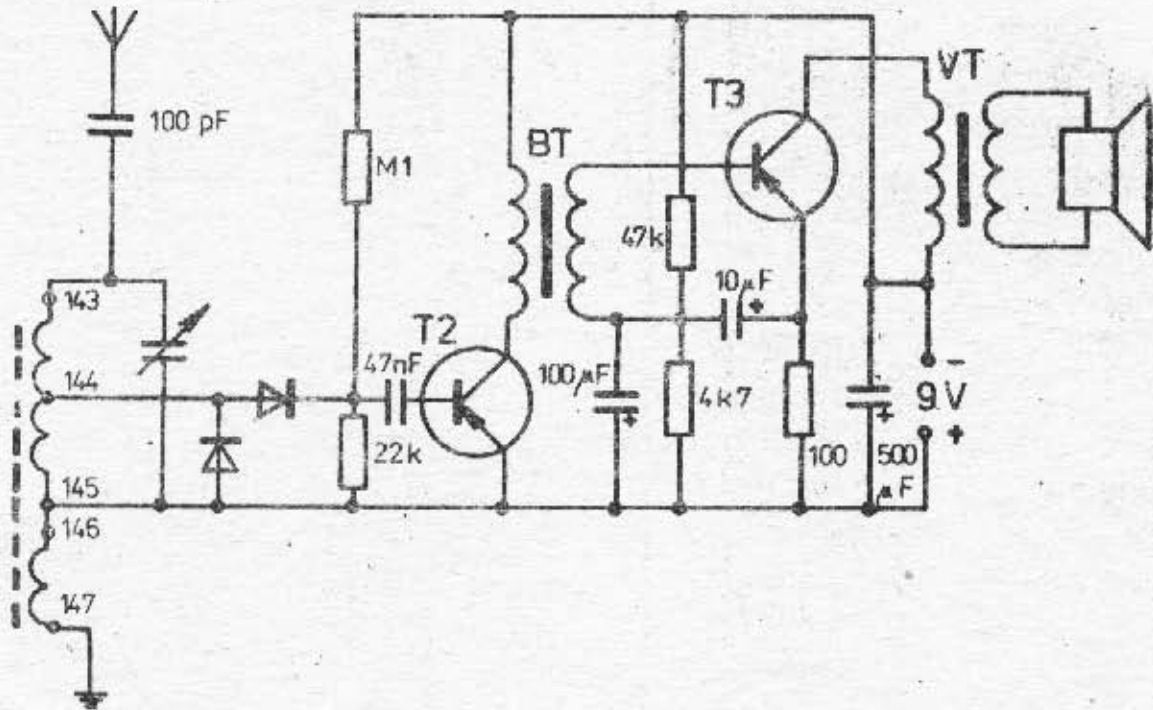 100 pF
M1
BT
T3
VT
143
144
145
146
147
47nF
T2
22k
47k
10µF
+
100µF
+
4k7
100
+
500
µF
−
9V
+